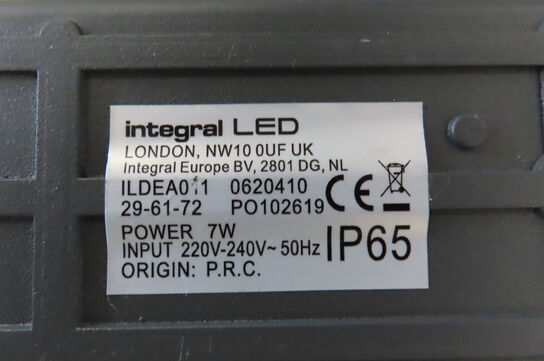 integral LED
LONDON, NW10 0UF UK
Integral Europe BV, 2801 DG, NL
ILDEA011 0620410
29-61-72 PO102619
CE
POWER 7W
INPUT 220V-240V~50Hz
IP65
ORIGIN: P.R.C.